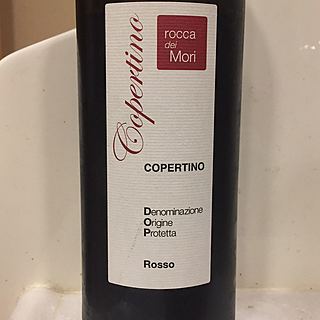 Copertino
rocca
dei
Mori
COPERTINO
Denominazione
Origine
Protetta
Rosso